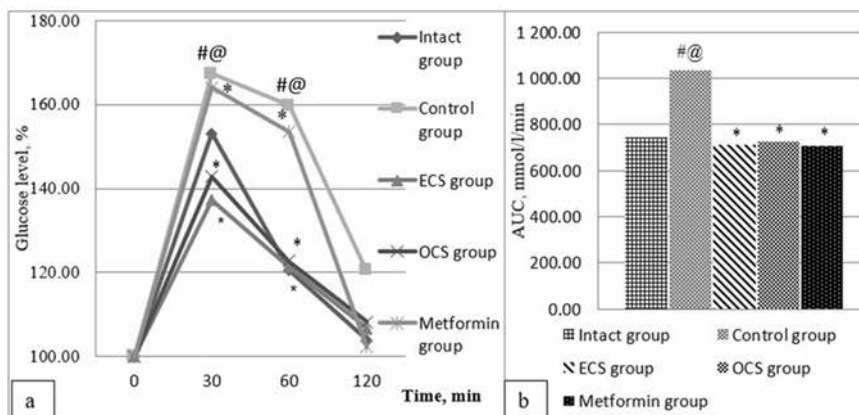 180.00%
160.00
140.00
120.00
100.00
Glucose level, %
#@
#@
*
*
*
*
*
*
0
30
60
120
Time, min
Intact
group
Control
group
ECS group
OCS group
Metformin
group
a
1 200.00
1 000.00
800.00
600.00
400.00
200.00
0.00
AUC, mmol/l/min
#@
*
*
*
Intact group
Control group
ECS group
OCS group
Metformin group
b